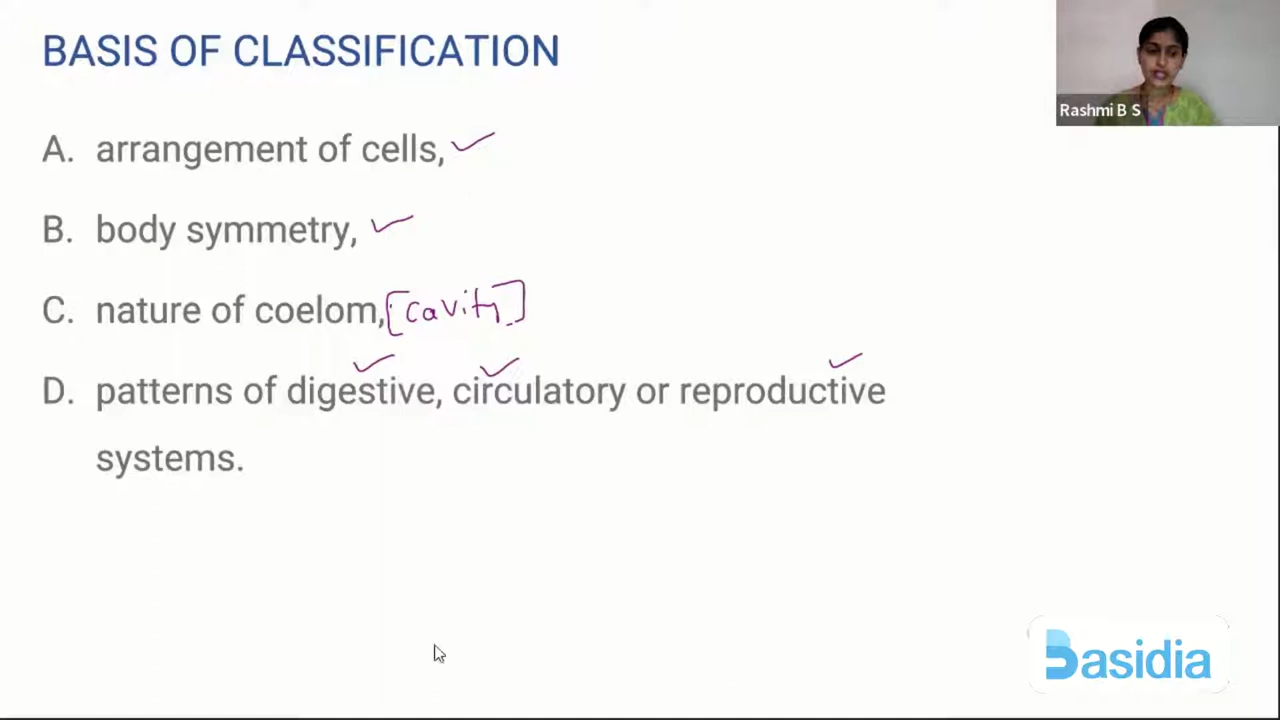 BASIS OF CLASSIFICATION
Rashmi B S
A. arrangement of cells,
B. body symmetry,
C. nature of coelom, [cavity]
D. patterns of digestive, circulatory or reproductive
systems.
Basidia